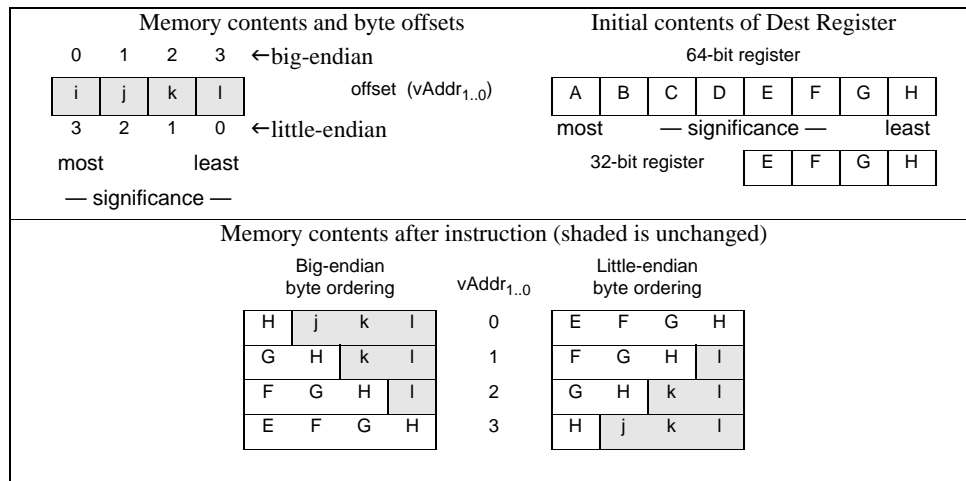 Memory contents and byte offsets
Initial contents of Dest Register
0 1 2 3 ←big-endian
64-bit register
i j k l
offset (vAddr1..0)
A B C D E F G H
3 2 1 0 ←little-endian
most — significance — least
most least
32-bit register E F G H
— significance —
Memory contents after instruction (shaded is unchanged)
Big-endian
byte ordering
vAddr1..0
Little-endian
byte ordering
H j k l 0 E F G H
G H k l 1 F G H l
F G H l 2 G H k l
E F G H 3 H j k l